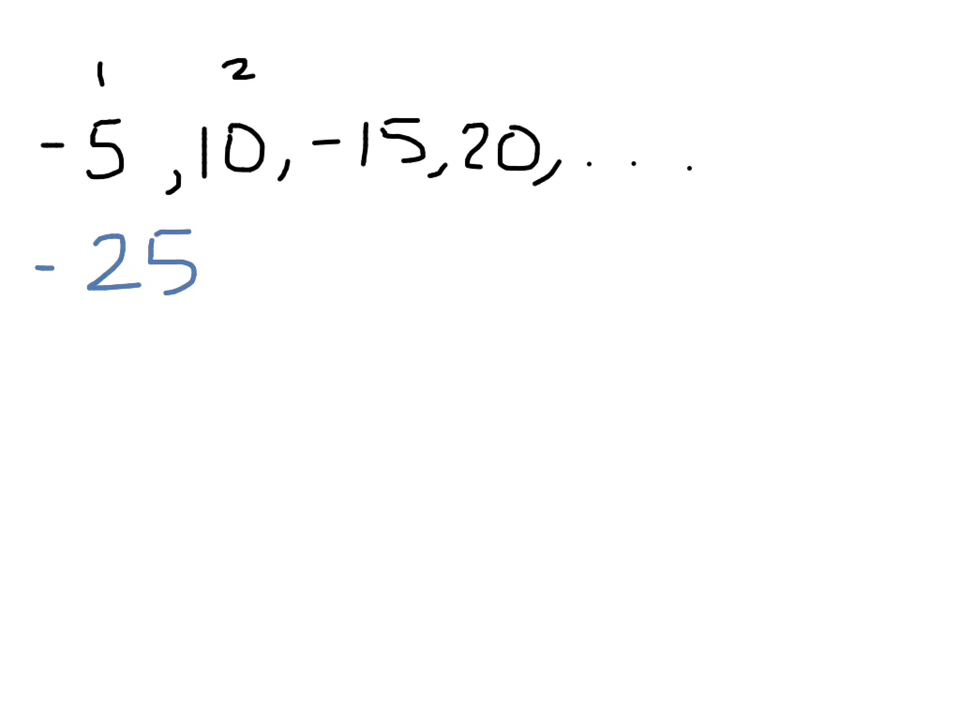 1 2
-5, 10, -15, 20, . . .
-25